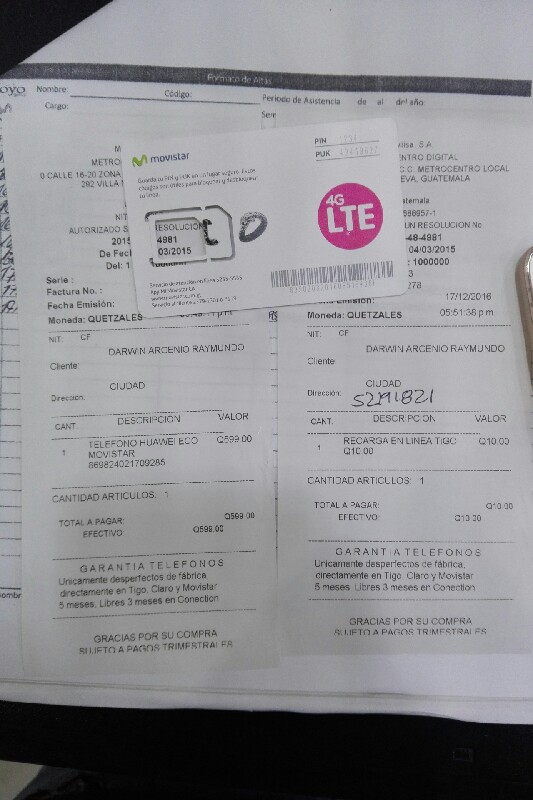 oyo
Formato de Altas
Nombre:
Código:
Cargo:
Periodo de Asistencia de al del año:
movistar
PIN
PUK
4G
LTE
RESOLUCIÓN
4981
03/2015
M
METRO
0 CALLE 16-20 ZONA
292 VILLA N
NIT
AUTORIZADO S
2015
De Fec
Del: 1
Serie :
Factura No. :
Fecha Emisión:
Moneda: QUETZALES
NIT: CF
DARWIN ARCENIO RAYMUNDO
Cliente:
CIUDAD
Dirección:
CANT. DESCRIPCION VALOR
1 TELEFONO HUAWEI ECO Q599.00
MOVISTAR
869824021709285
CANTIDAD ARTICULOS: 1
TOTAL A PAGAR: Q599.00
EFECTIVO: Q599.00
GARANTIA TELEFONOS
Unicamente desperfectos de fábrica,
directamente en Tigo, Claro y Movistar
5 meses, Libres 3 meses en Conection
GRACIAS POR SU COMPRA
SUJETO A PAGOS TRIMESTRALES
S.A
NTRO DIGITAL
C.C. METROCENTRO LOCAL
EVA, GUATEMALA
atemala
UN RESOLUCION No
-48-4981
04/03/2015
: 1000000
278
17/12/2016
Moneda: QUETZALES 05:51:38 p.m.
NIT: CF
DARWIN ARCENIO RAYMUNDO
Cliente:
CIUDAD
Dirección:
CANT. DESCRIPCION VALOR
1 RECARGA EN LINEA TIGO Q10.00
Q10.00
CANTIDAD ARTICULOS: 1
TOTAL A PAGAR: Q10.00
EFECTIVO: Q10.00
GARANTIA TELEFONOS
Unicamente desperfectos de fábrica,
directamente en Tigo, Claro y Movistar
5 meses, Libres 3 meses en Conection
GRACIAS POR SU COMPRA
SUJETO A PAGOS TRIMESTRALES